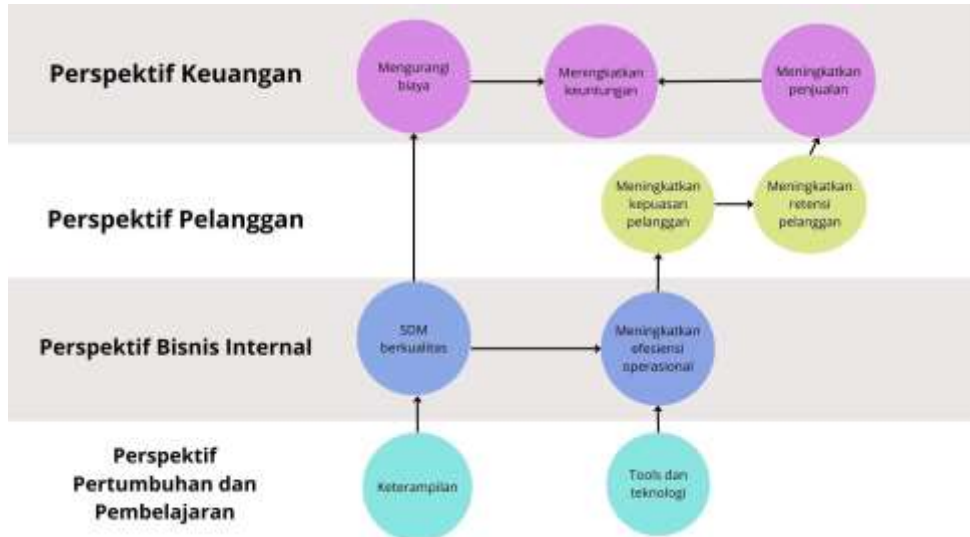 Perspektif Keuangan
Mengurangi
biaya
Meningkatkan
keuntungan
Meningkatkan
penjualan
Perspektif Pelanggan
Meningkatkan
kepuasan
pelanggan
Meningkatkan
retensi
pelanggan
Perspektif Bisnis Internal
SDM
berkualitas
Meningkatkan
efesiensi
operasional
Perspektif
Pertumbuhan dan
Pembelajaran
Keterampilan
Tools dan
teknologi